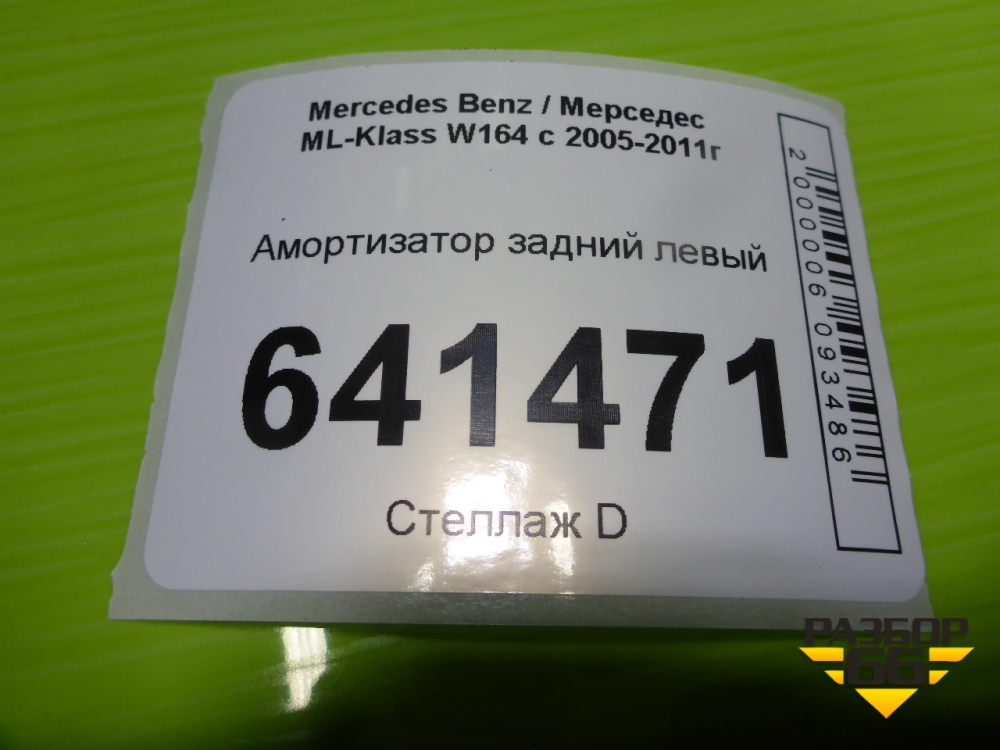 Mercedes Benz / Мерседес
ML-Klass W164 с 2005-2011г
Амортизатор задний левый
641471
Стеллаж D
2000006093486
РАЗБОР
66